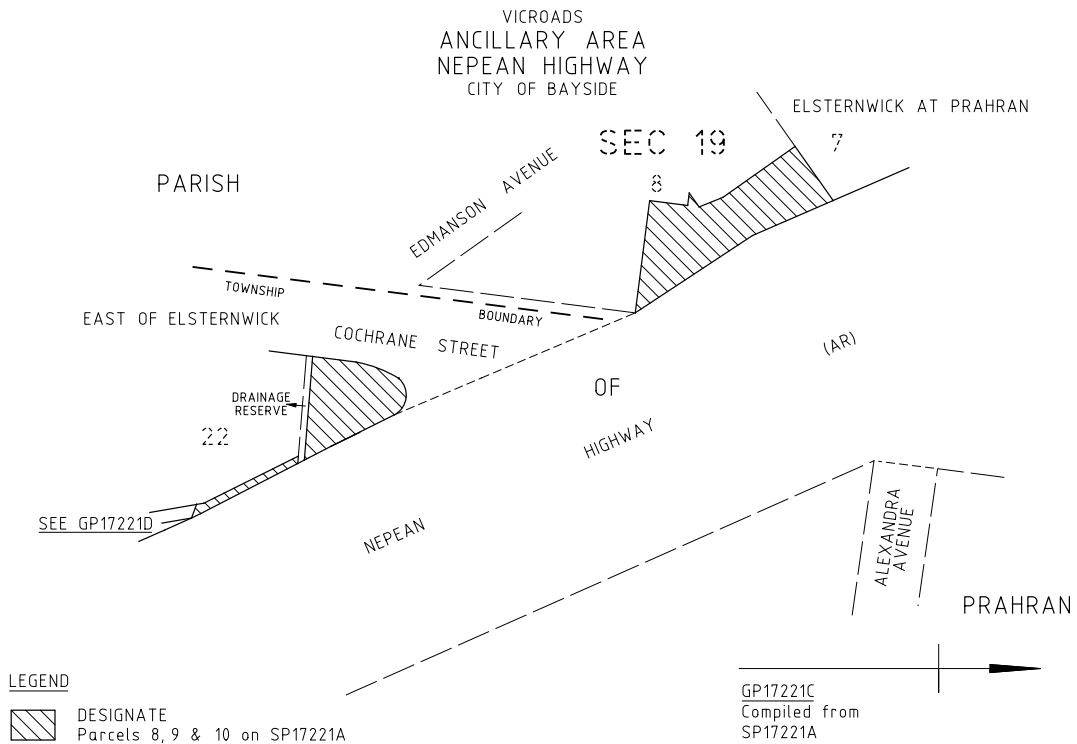 VICROADS
ANCILLARY AREA
NEPEAN HIGHWAY
CITY OF BAYSIDE
ELSTERNWICK AT PRAHRAN
SEC 19
7
8
PARISH
EDMANSON AVENUE
TOWNSHIP
BOUNDARY
EAST OF ELSTERNWICK
COCHRANE STREET
(AR)
OF
DRAINAGE
RESERVE
22
HIGHWAY
SEE GP17221D
NEPEAN
ALEXANDRA
AVENUE
PRAHRAN
LEGEND
DESIGNATE
Parcels 8, 9 & 10 on SP17221A
GP17221C
Compiled from
SP17221A